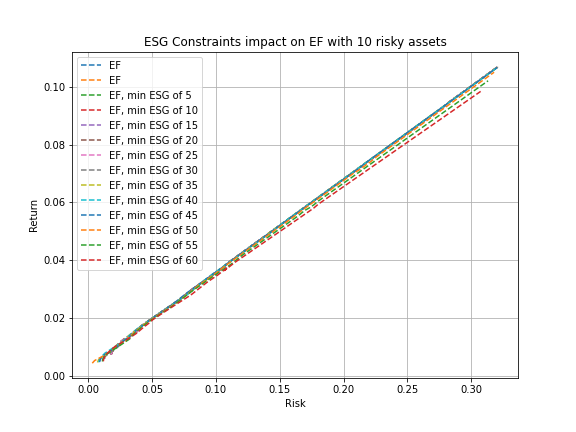 ESG Constraints impact on EF with 10 risky assets
EF
EF
EF, min ESG of 5
EF, min ESG of 10
EF, min ESG of 15
EF, min ESG of 20
EF, min ESG of 25
EF, min ESG of 30
EF, min ESG of 35
EF, min ESG of 40
EF, min ESG of 45
EF, min ESG of 50
EF, min ESG of 55
EF, min ESG of 60
Return
0.10
0.08
0.06
0.04
0.02
0.00
0.00 0.05 0.10 0.15 0.20 0.25 0.30
Risk